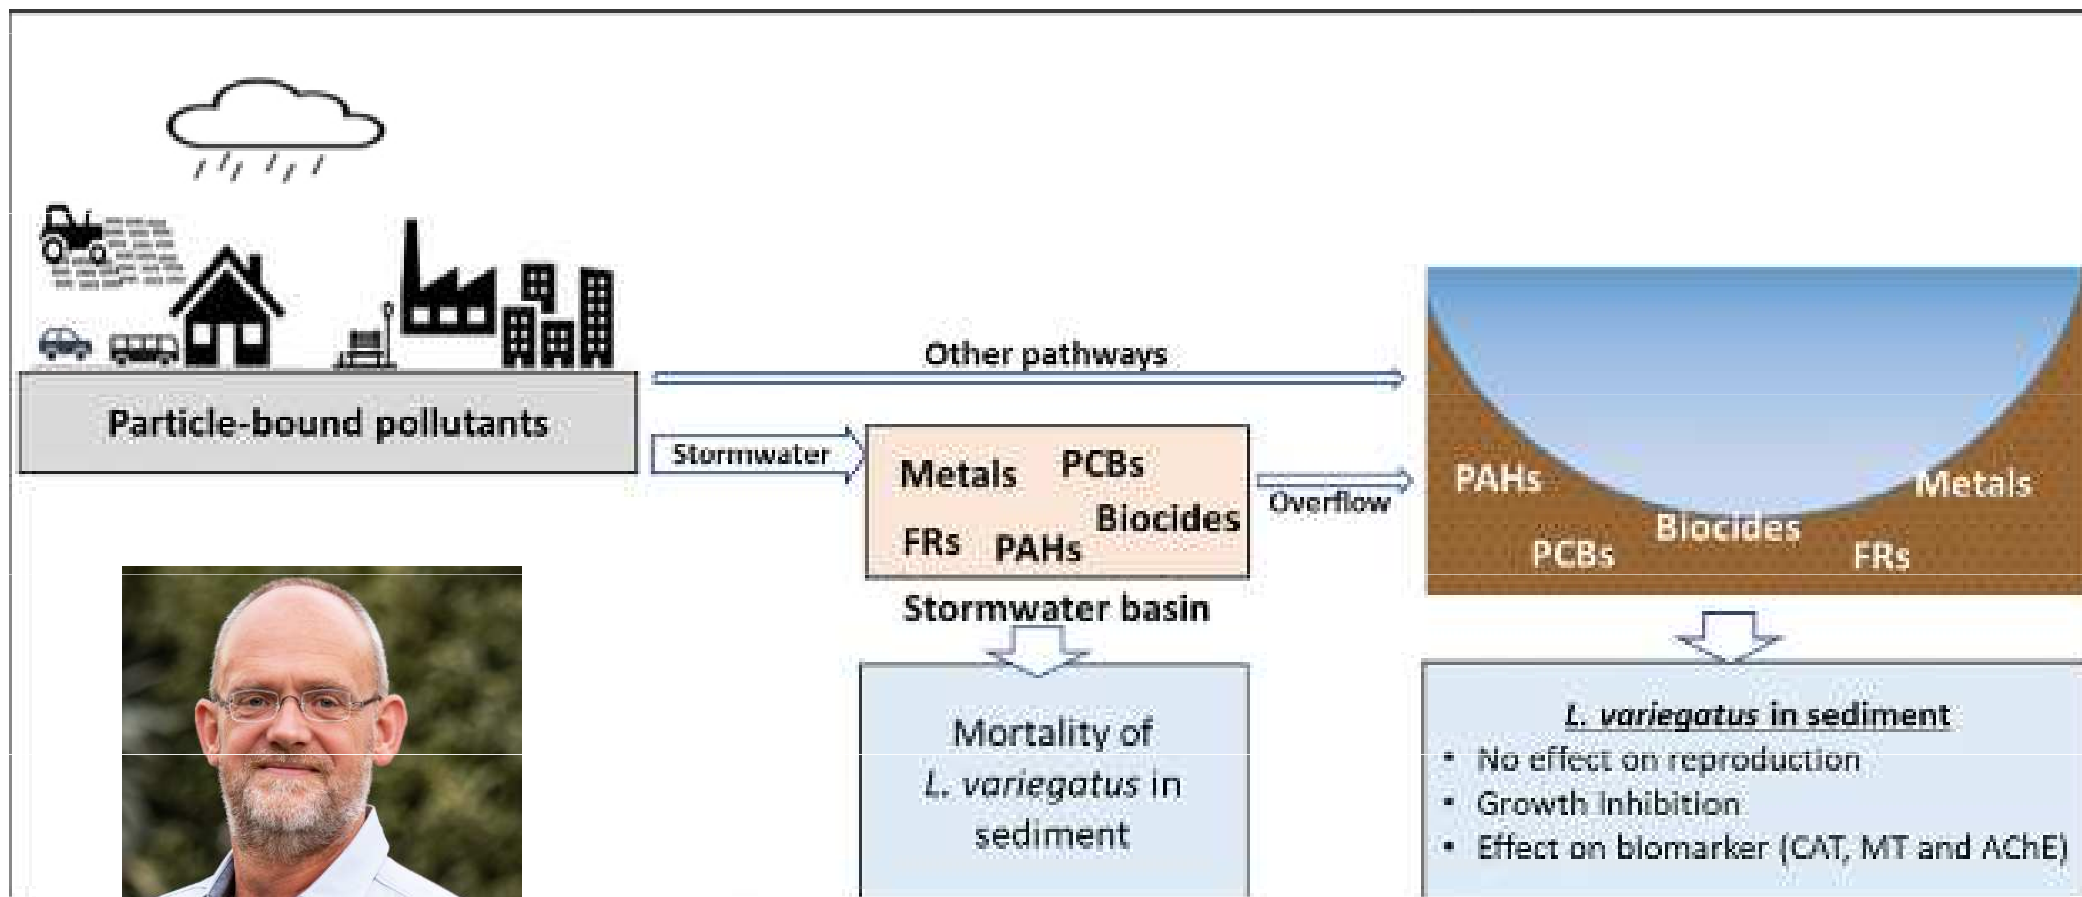 Other pathways
Particle-bound pollutants
Stormwater
Metals
PCBs
Biocides
FRs
PAHs
Overflow
Stormwater basin
PAHs
Metals
Biocides
PCBs
FRs
Mortality of
L. variegatus in
sediment
L. variegatus in sediment
• No effect on reproduction
• Growth Inhibition
• Effect on biomarker (CAT, MT and AChE)